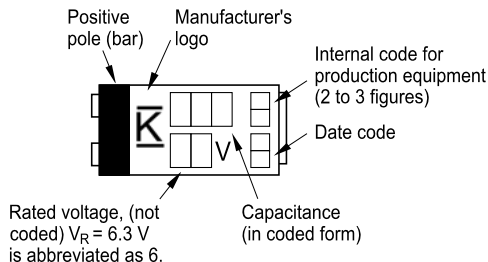 Positive
pole (bar)
Manufacturer's
logo
Internal code for
production equipment
(2 to 3 figures)
Date code
K
V
Rated voltage, (not
coded) VR = 6.3 V
is abbreviated as 6.
Capacitance
(in coded form)